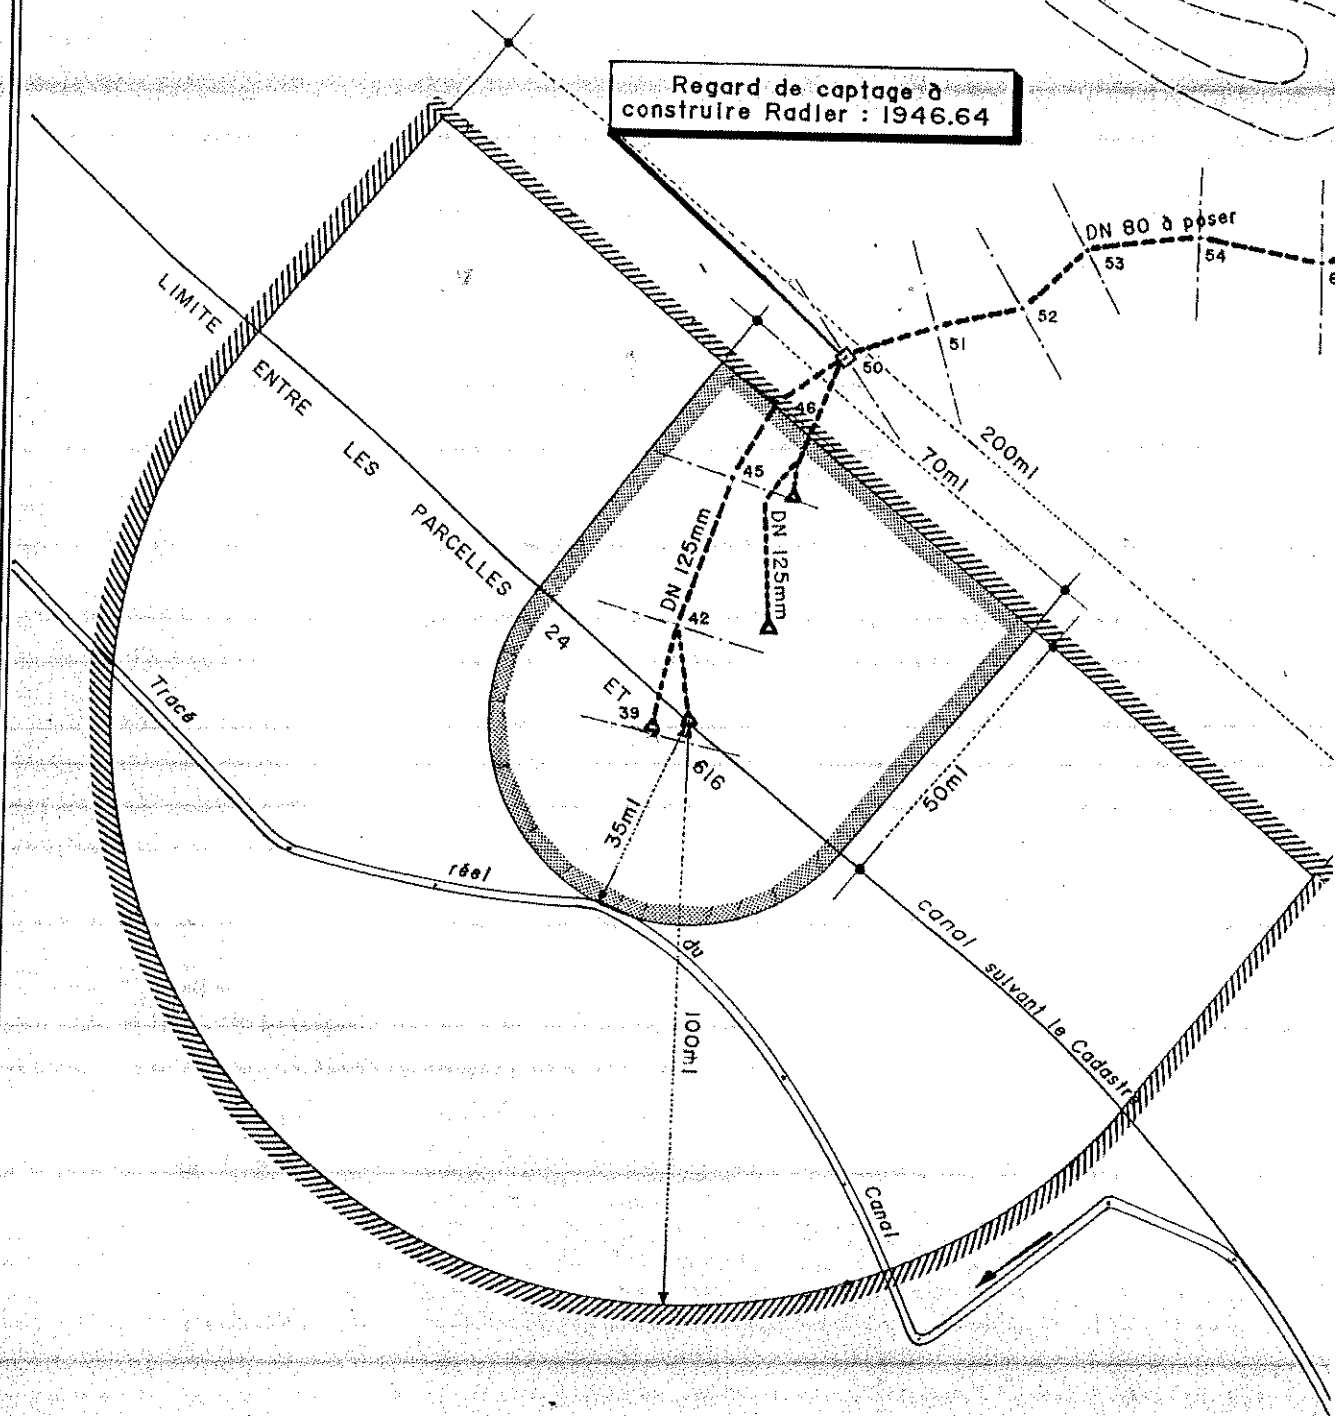 Regard de captage à
construire Radier : 1946.64
DN 80 à poser
53
54
52
51
50
46
200ml
70ml
45
DN 125mm
DN 125mm
42
LIMITE ENTRE LES PARCELLES 24 ET 616
39
35ml
50ml
100ml
Tracé réel du Canal
canal suivant le Cadastre